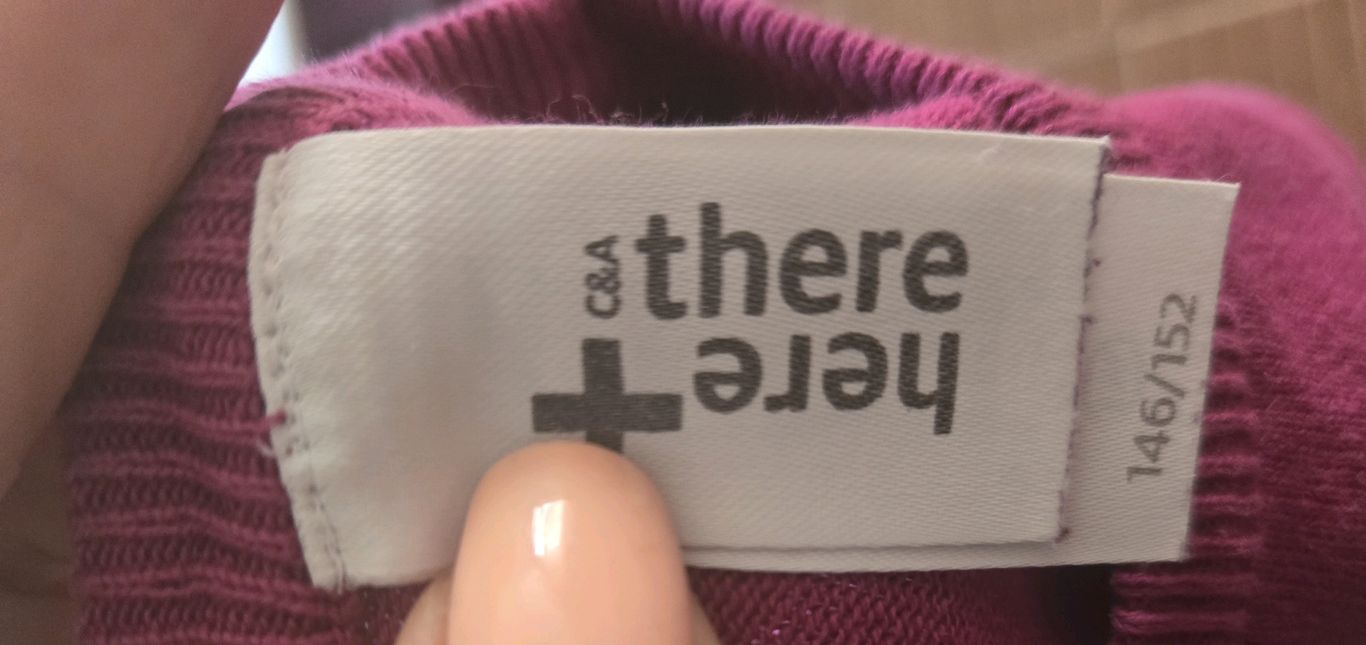 C&A
there
+ here
146/152